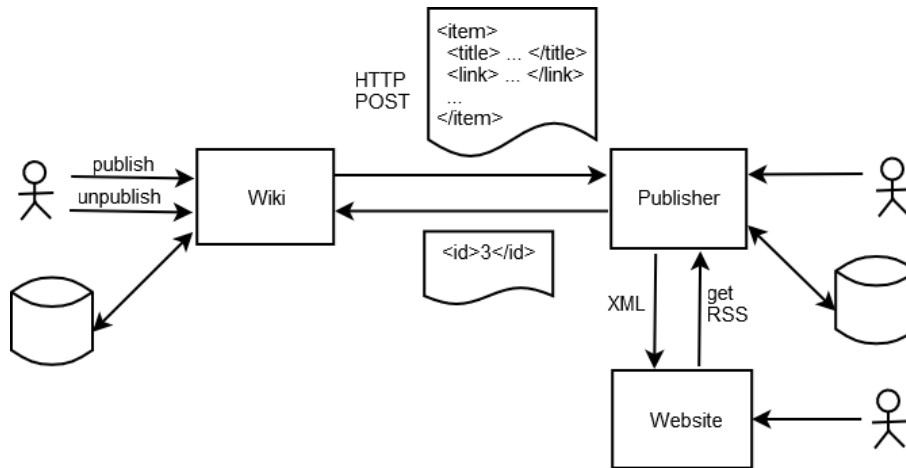 <item>
<title> ... </title>
<link> ... </link>
...
</item>
HTTP
POST
publish
unpublish
Wiki
Publisher
<id>3</id>
XML
get
RSS
Website